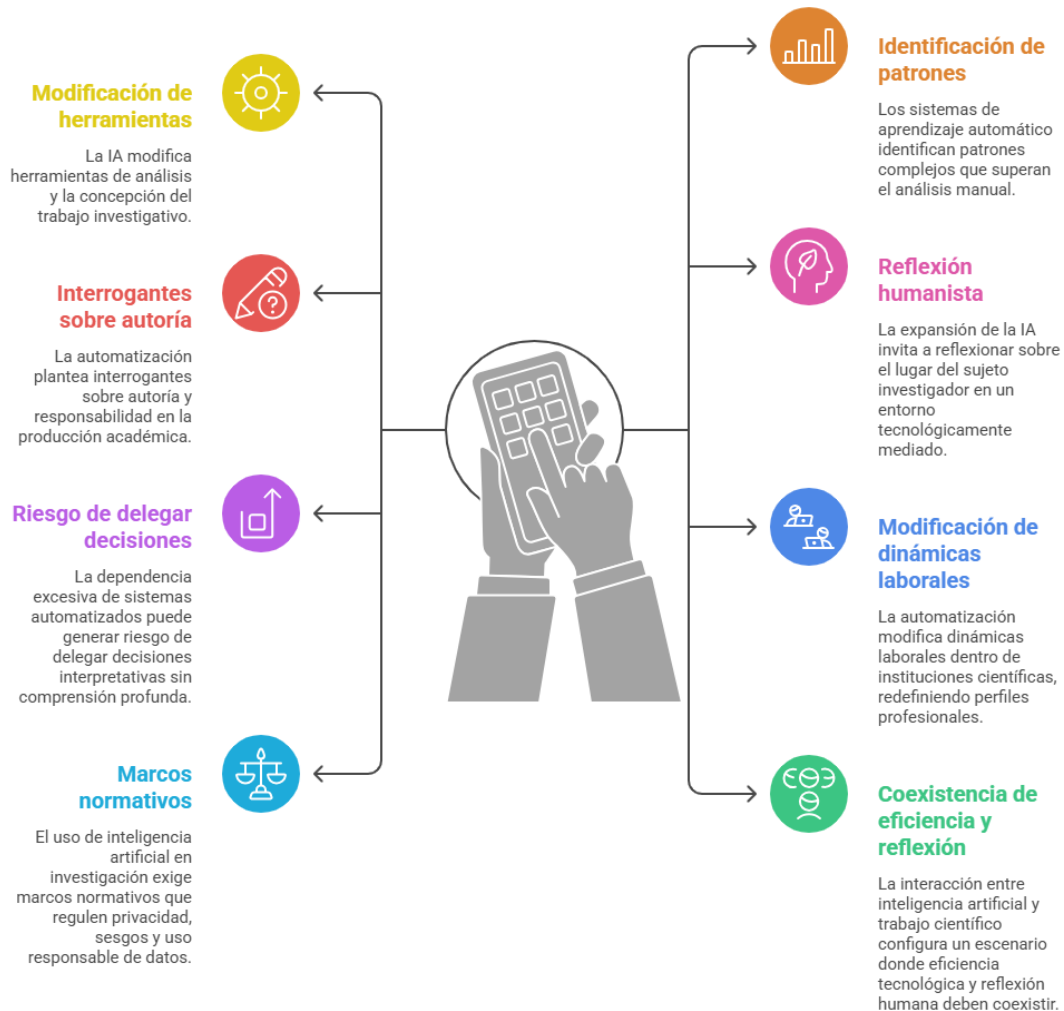 Modificación de
herramientas
La IA modifica
herramientas de análisis
y la concepción del
trabajo investigativo.
Interrogantes
sobre autoría
La automatización
plantea interrogantes
sobre autoría y
responsabilidad en la
producción académica.
Riesgo de delegar
decisiones
La dependencia
excesiva de sistemas
automatizados puede
generar riesgo de
delegar decisiones
interpretativas sin
comprensión profunda.
Marcos
normativos
El uso de inteligencia
artificial en
investigación exige
marcos normativos que
regulen privacidad,
sesgos y uso
responsable de datos.
Identificación de
patrones
Los sistemas de
aprendizaje automático
identifican patrones
complejos que superan
el análisis manual.
Reflexión
humanista
La expansión de la IA
invita a reflexionar sobre
el lugar del sujeto
investigador en un
entorno
tecnológicamente
mediado.
Modificación de
dinámicas
laborales
La automatización
modifica dinámicas
laborales dentro de
instituciones científicas,
redefiniendo perfiles
profesionales.
Coexistencia de
eficiencia y
reflexión
La interacción entre
inteligencia artificial y
trabajo científico
configura un escenario
donde eficiencia
tecnológica y reflexión
humana deben coexistir.